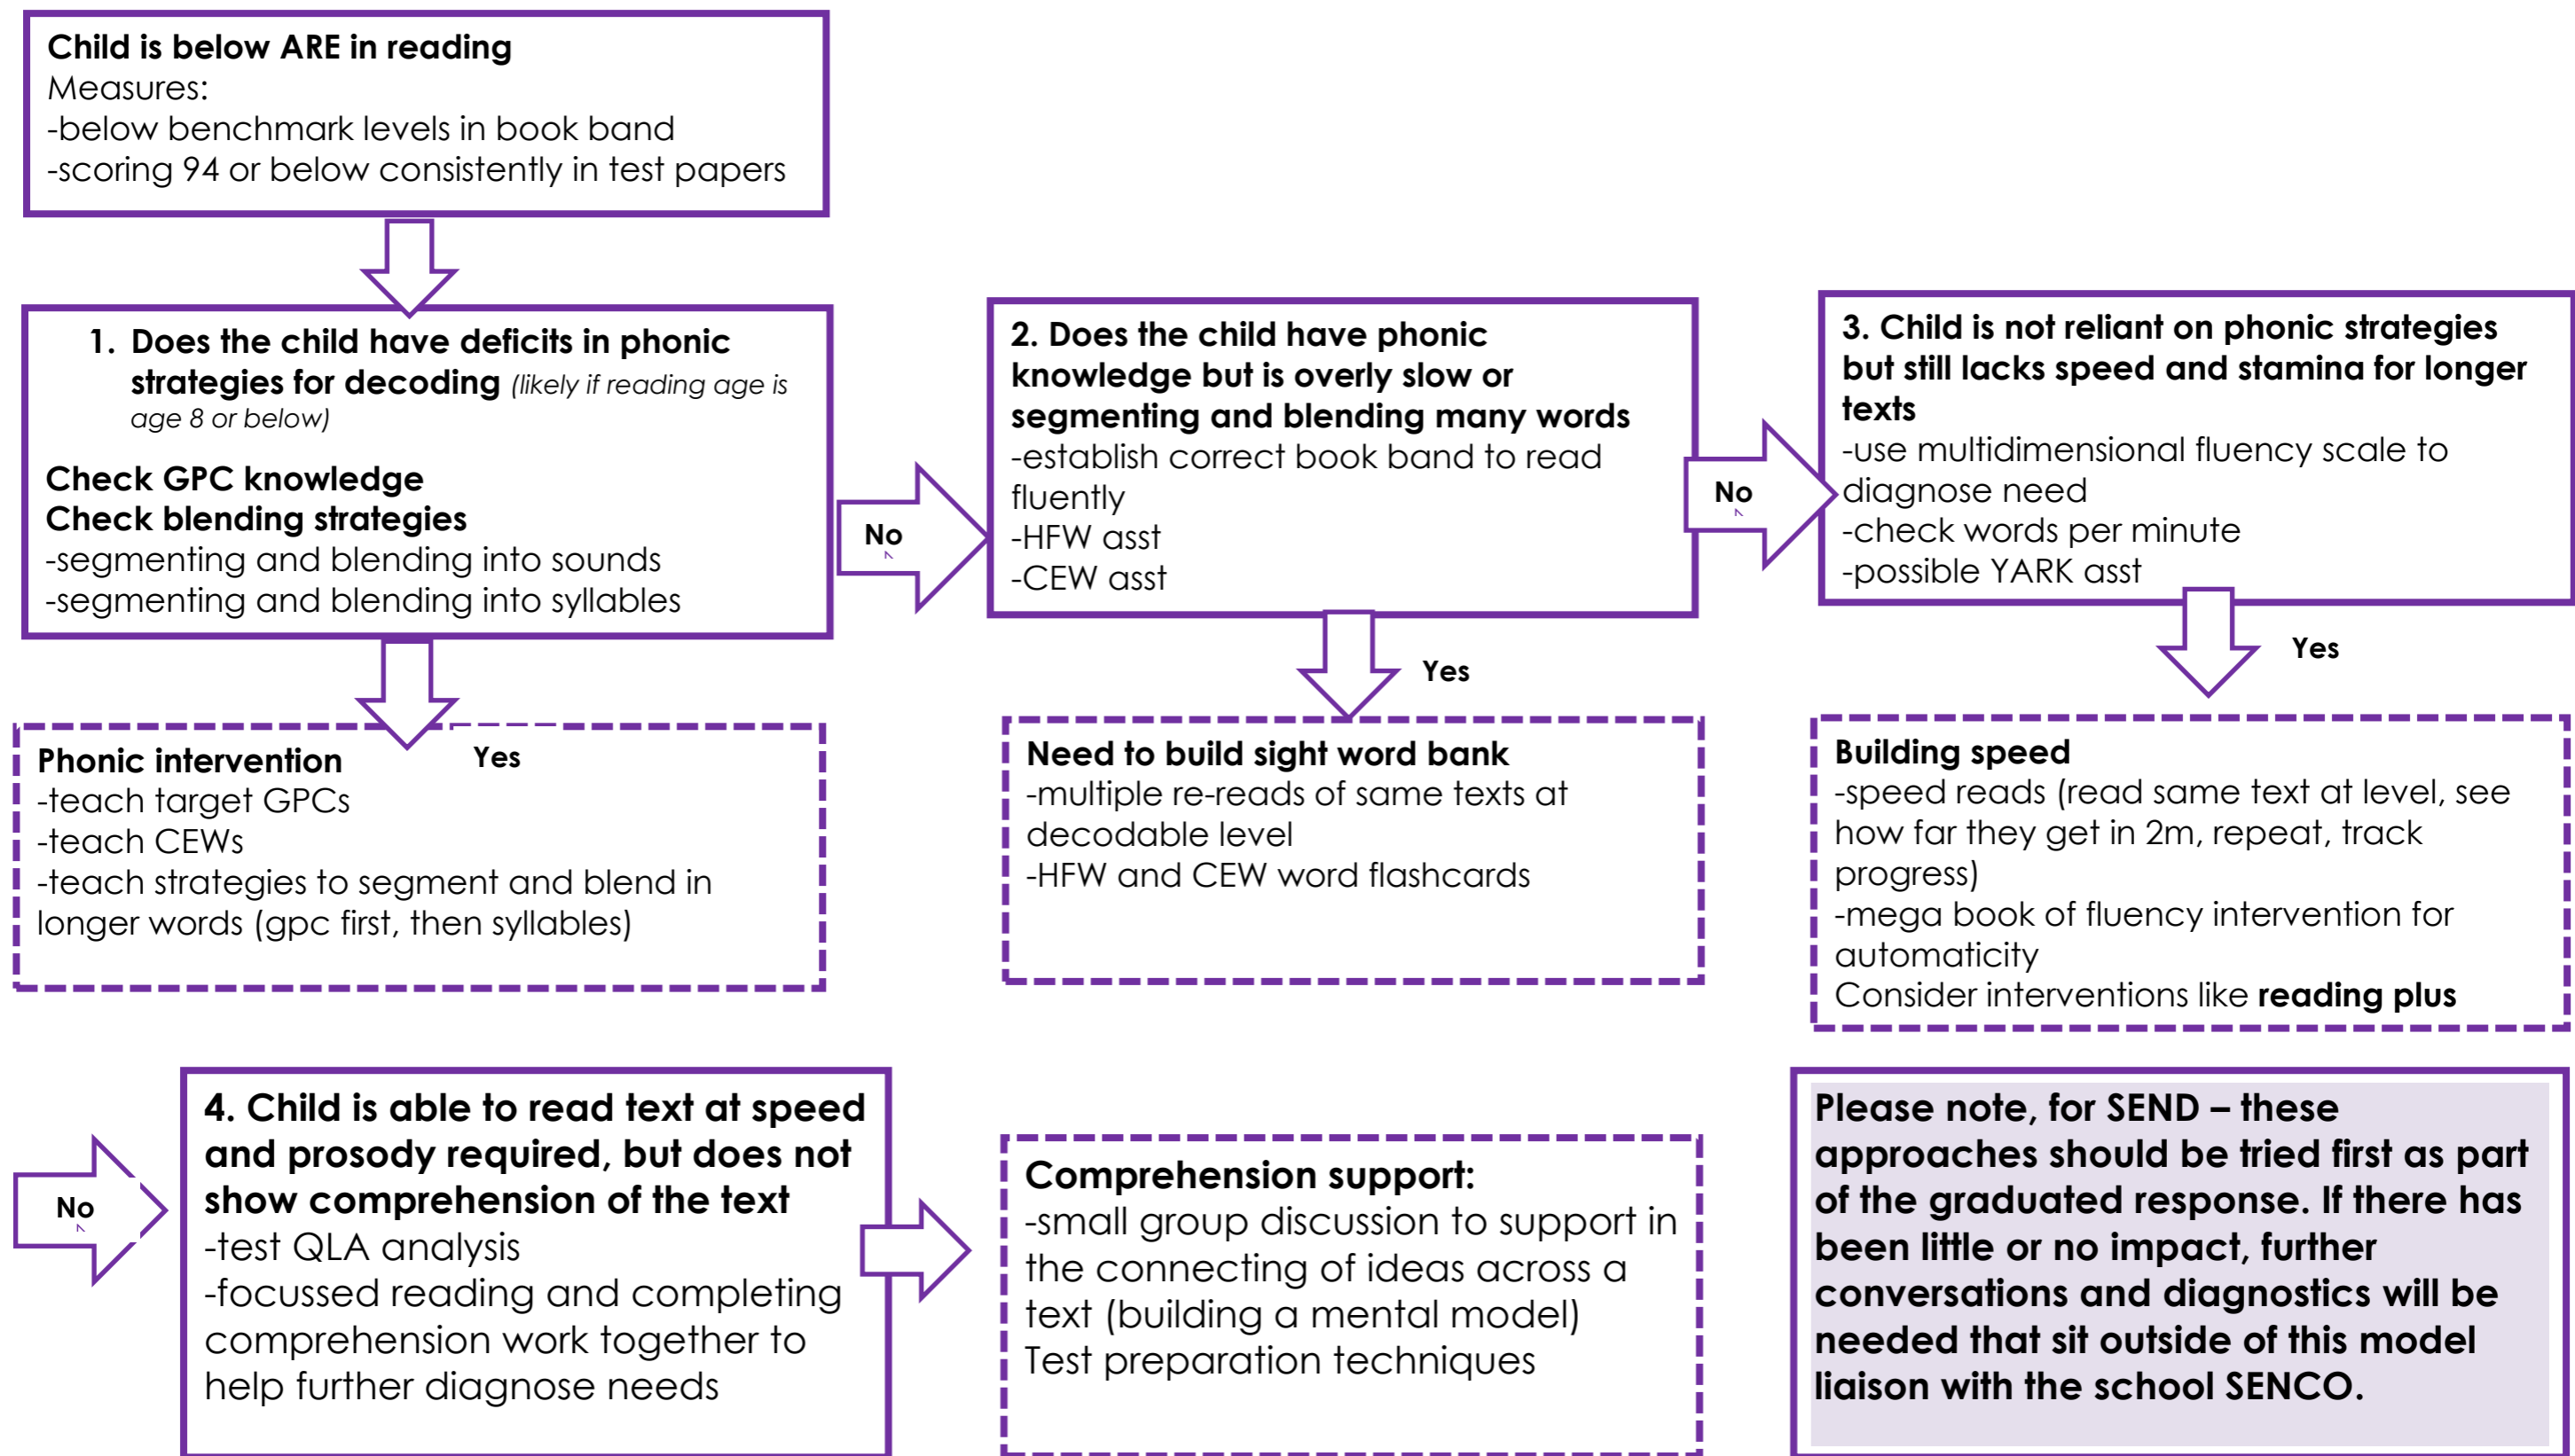 Child is below ARE in reading
Measures:
-below benchmark levels in book band
-scoring 94 or below consistently in test papers
1. Does the child have deficits in phonic
strategies for decoding (likely if reading age is
age 8 or below)
Check GPC knowledge
Check blending strategies
-segmenting and blending into sounds
-segmenting and blending into syllables
No
2. Does the child have phonic
knowledge but is overly slow or
segmenting and blending many words
-establish correct book band to read
fluently
-HFW asst
-CEW asst
No
3. Child is not reliant on phonic strategies
but still lacks speed and stamina for longer
texts
-use multidimensional fluency scale to
diagnose need
-check words per minute
-possible YARK asst
Yes
Phonic intervention
-teach target GPCs
-teach CEWs
-teach strategies to segment and blend in
longer words (gpc first, then syllables)
Yes
Need to build sight word bank
-multiple re-reads of same texts at
decodable level
-HFW and CEW word flashcards
Yes
Building speed
-speed reads (read same text at level, see
how far they get in 2m, repeat, track
progress)
-mega book of fluency intervention for
automaticity
Consider interventions like reading plus
No
4. Child is able to read text at speed
and prosody required, but does not
show comprehension of the text
-test QLA analysis
-focussed reading and completing
comprehension work together to
help further diagnose needs
Comprehension support:
-small group discussion to support in
the connecting of ideas across a
text (building a mental model)
Test preparation techniques
Please note, for SEND – these
approaches should be tried first as part
of the graduated response. If there has
been little or no impact, further
conversations and diagnostics will be
needed that sit outside of this model
liaison with the school SENCO.